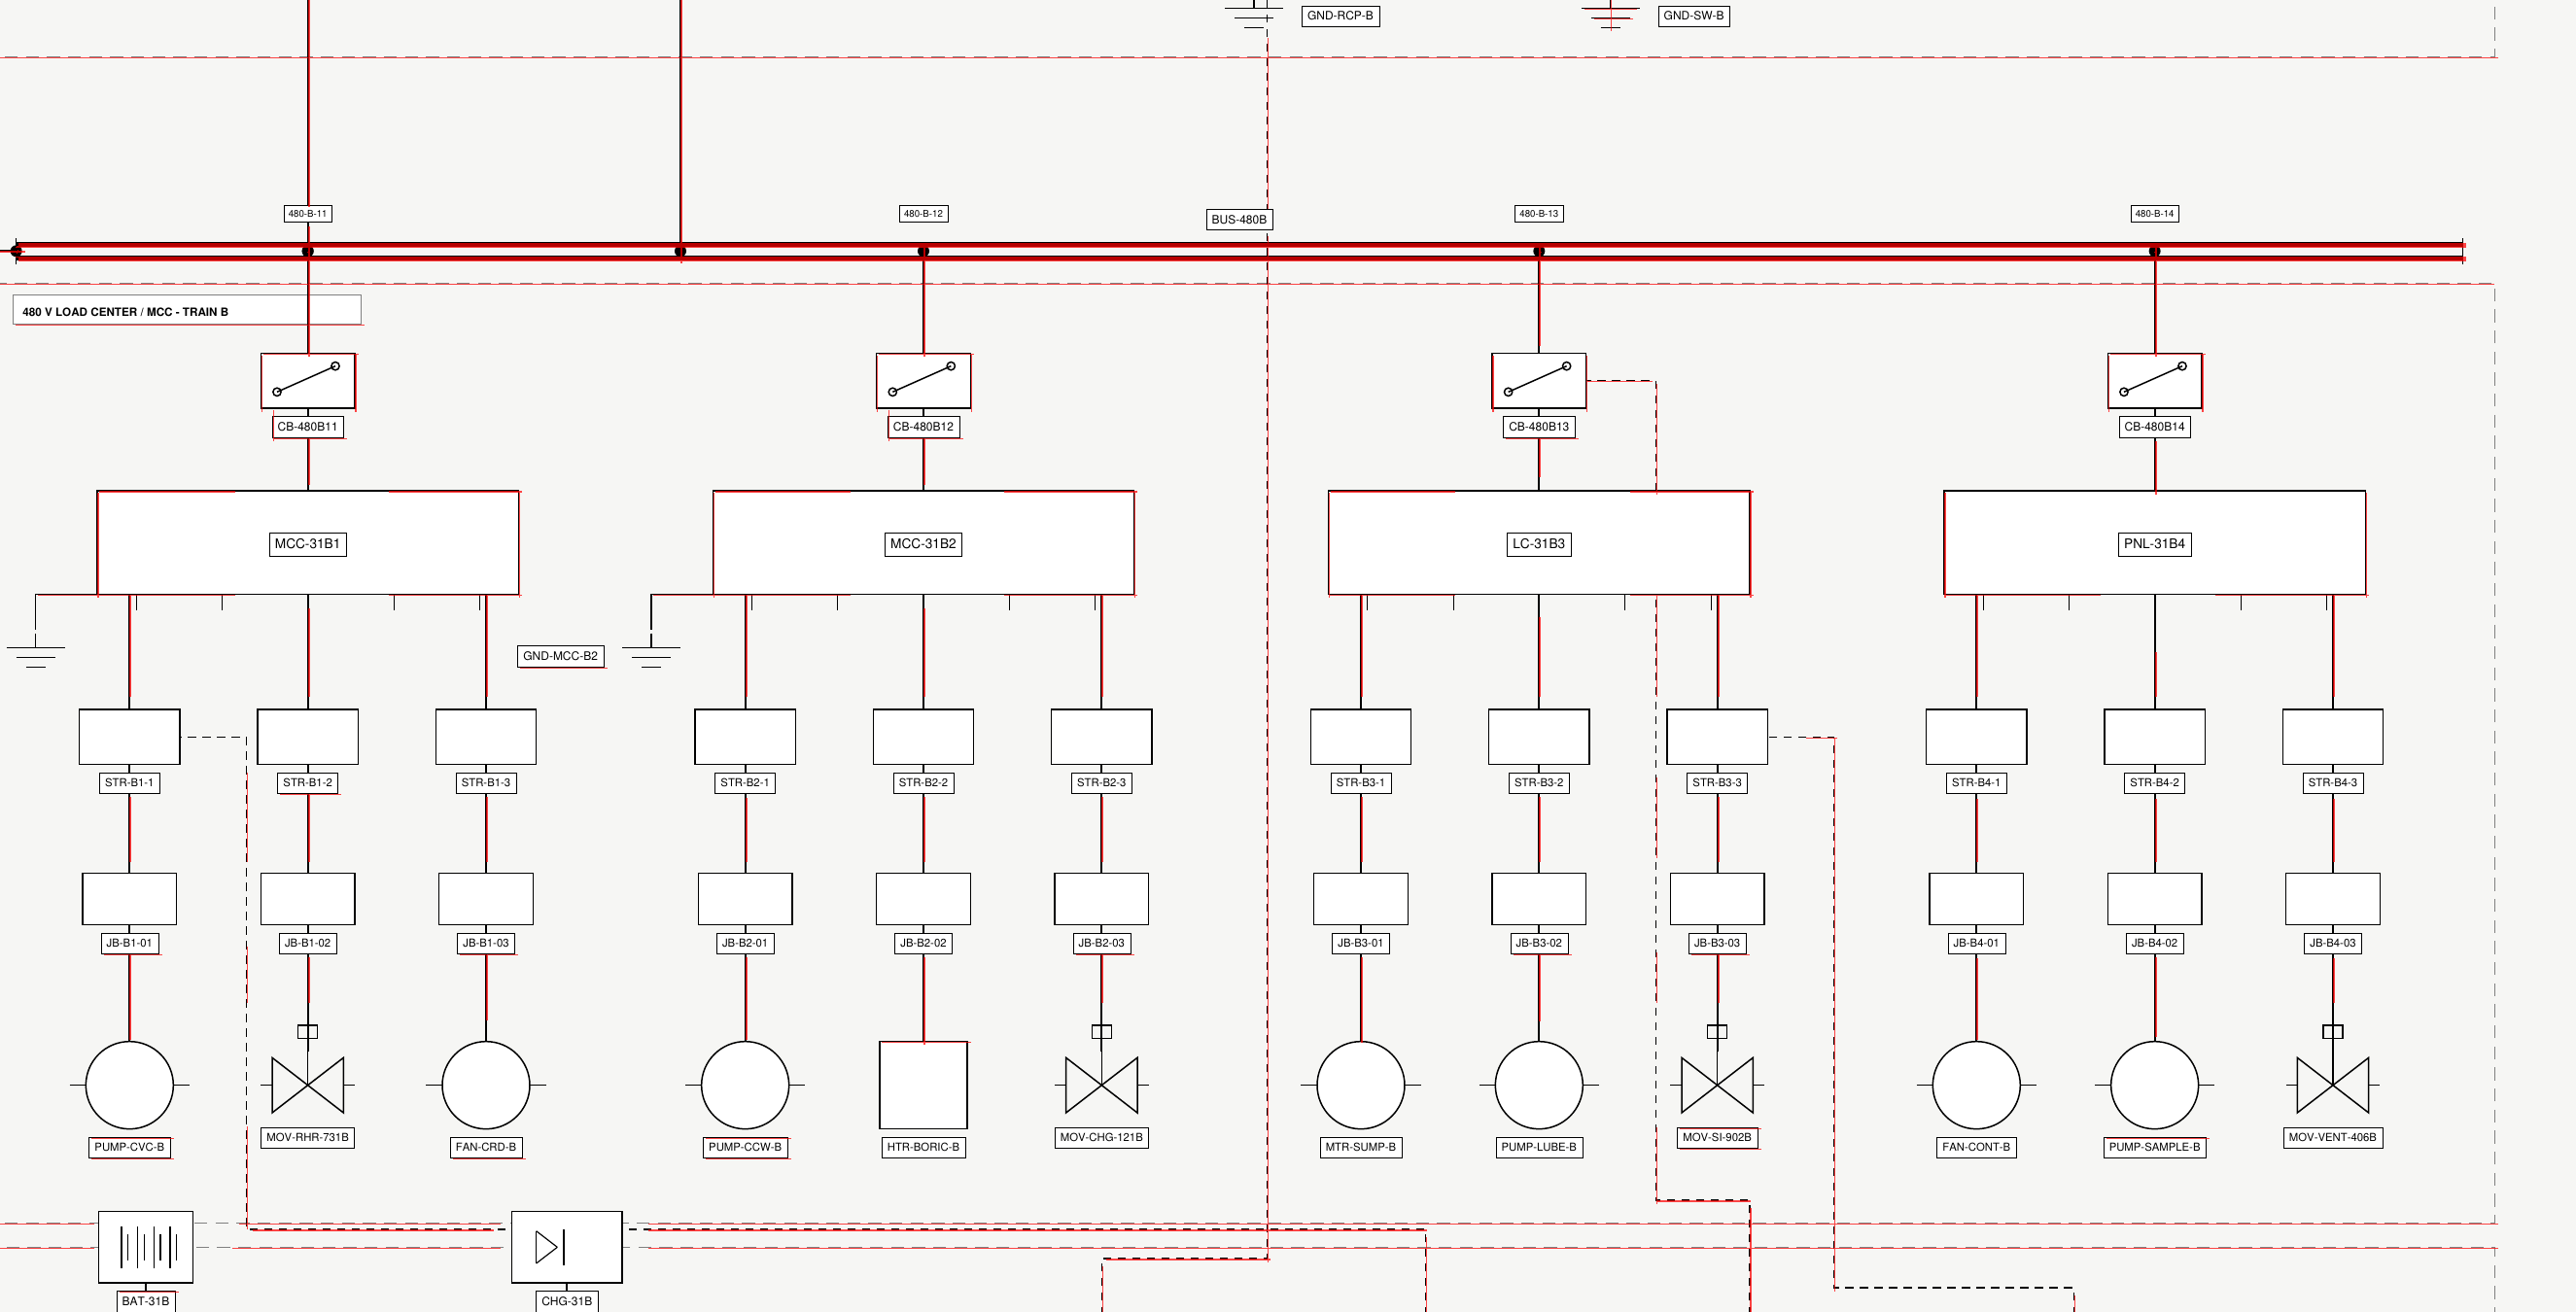 GND-RCP-B
GND-SW-B
480-B-11
480-B-12
BUS-480B
480-B-13
480-B-14
480 V LOAD CENTER / MCC - TRAIN B
CB-480B11
CB-480B12
CB-480B13
CB-480B14
MCC-31B1
MCC-31B2
LC-31B3
PNL-31B4
GND-MCC-B2
STR-B1-1
STR-B1-2
STR-B1-3
STR-B2-1
STR-B2-2
STR-B2-3
STR-B3-1
STR-B3-2
STR-B3-3
STR-B4-1
STR-B4-2
STR-B4-3
JB-B1-01
JB-B1-02
JB-B1-03
JB-B2-01
JB-B2-02
JB-B2-03
JB-B3-01
JB-B3-02
JB-B3-03
JB-B4-01
JB-B4-02
JB-B4-03
PUMP-CVC-B
MOV-RHR-731B
FAN-CRD-B
PUMP-CCW-B
HTR-BORIC-B
MOV-CHG-121B
MTR-SUMP-B
PUMP-LUBE-B
MOV-SI-902B
FAN-CONT-B
PUMP-SAMPLE-B
MOV-VENT-406B
BAT-31B
CHG-31B